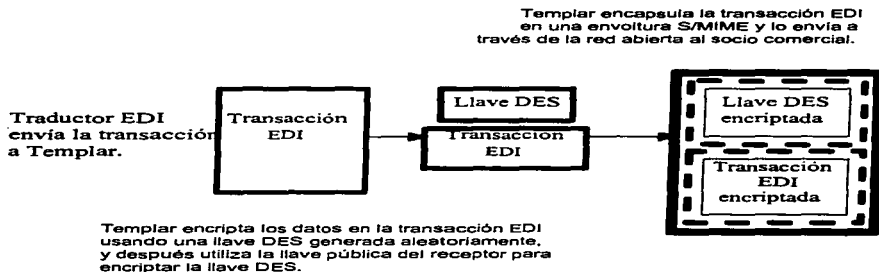 Templar encapsula la transacción EDI
en una envoltura S/MIME y lo envía a
través de la red abierta al socio comercial.
Traductor EDI
envía la transacción
a Templar.
Transacción
EDI
Llave DES
Transacción
EDI
Llave DES
encriptada
Transacción
EDI
encriptada
Templar encripta los datos en la transacción EDI
usando una llave DES generada aleatoriamente,
y después utiliza la llave pública del receptor para
encriptar la llave DES.